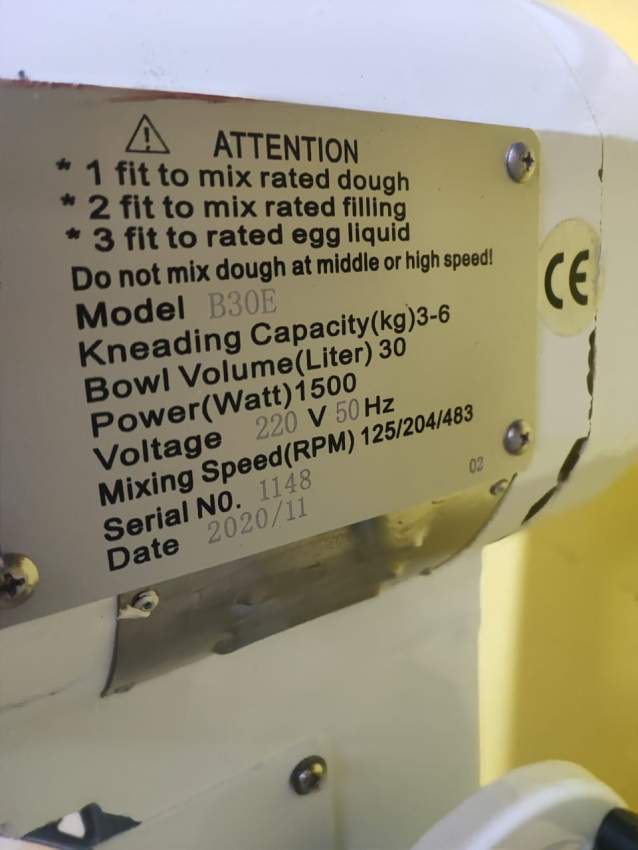 ATTENTION
* 1 fit to mix rated dough
* 2 fit to mix rated filling
* 3 fit to rated egg liquid
Do not mix dough at middle or high speed!
Model B30E
Kneading Capacity(kg)3-6
Bowl Volume(Liter) 30
Power(Watt)1500
Voltage 220 V 50 Hz
Mixing Speed(RPM) 125/204/483
Serial NO. 1148
Date 2020/11
02
CE